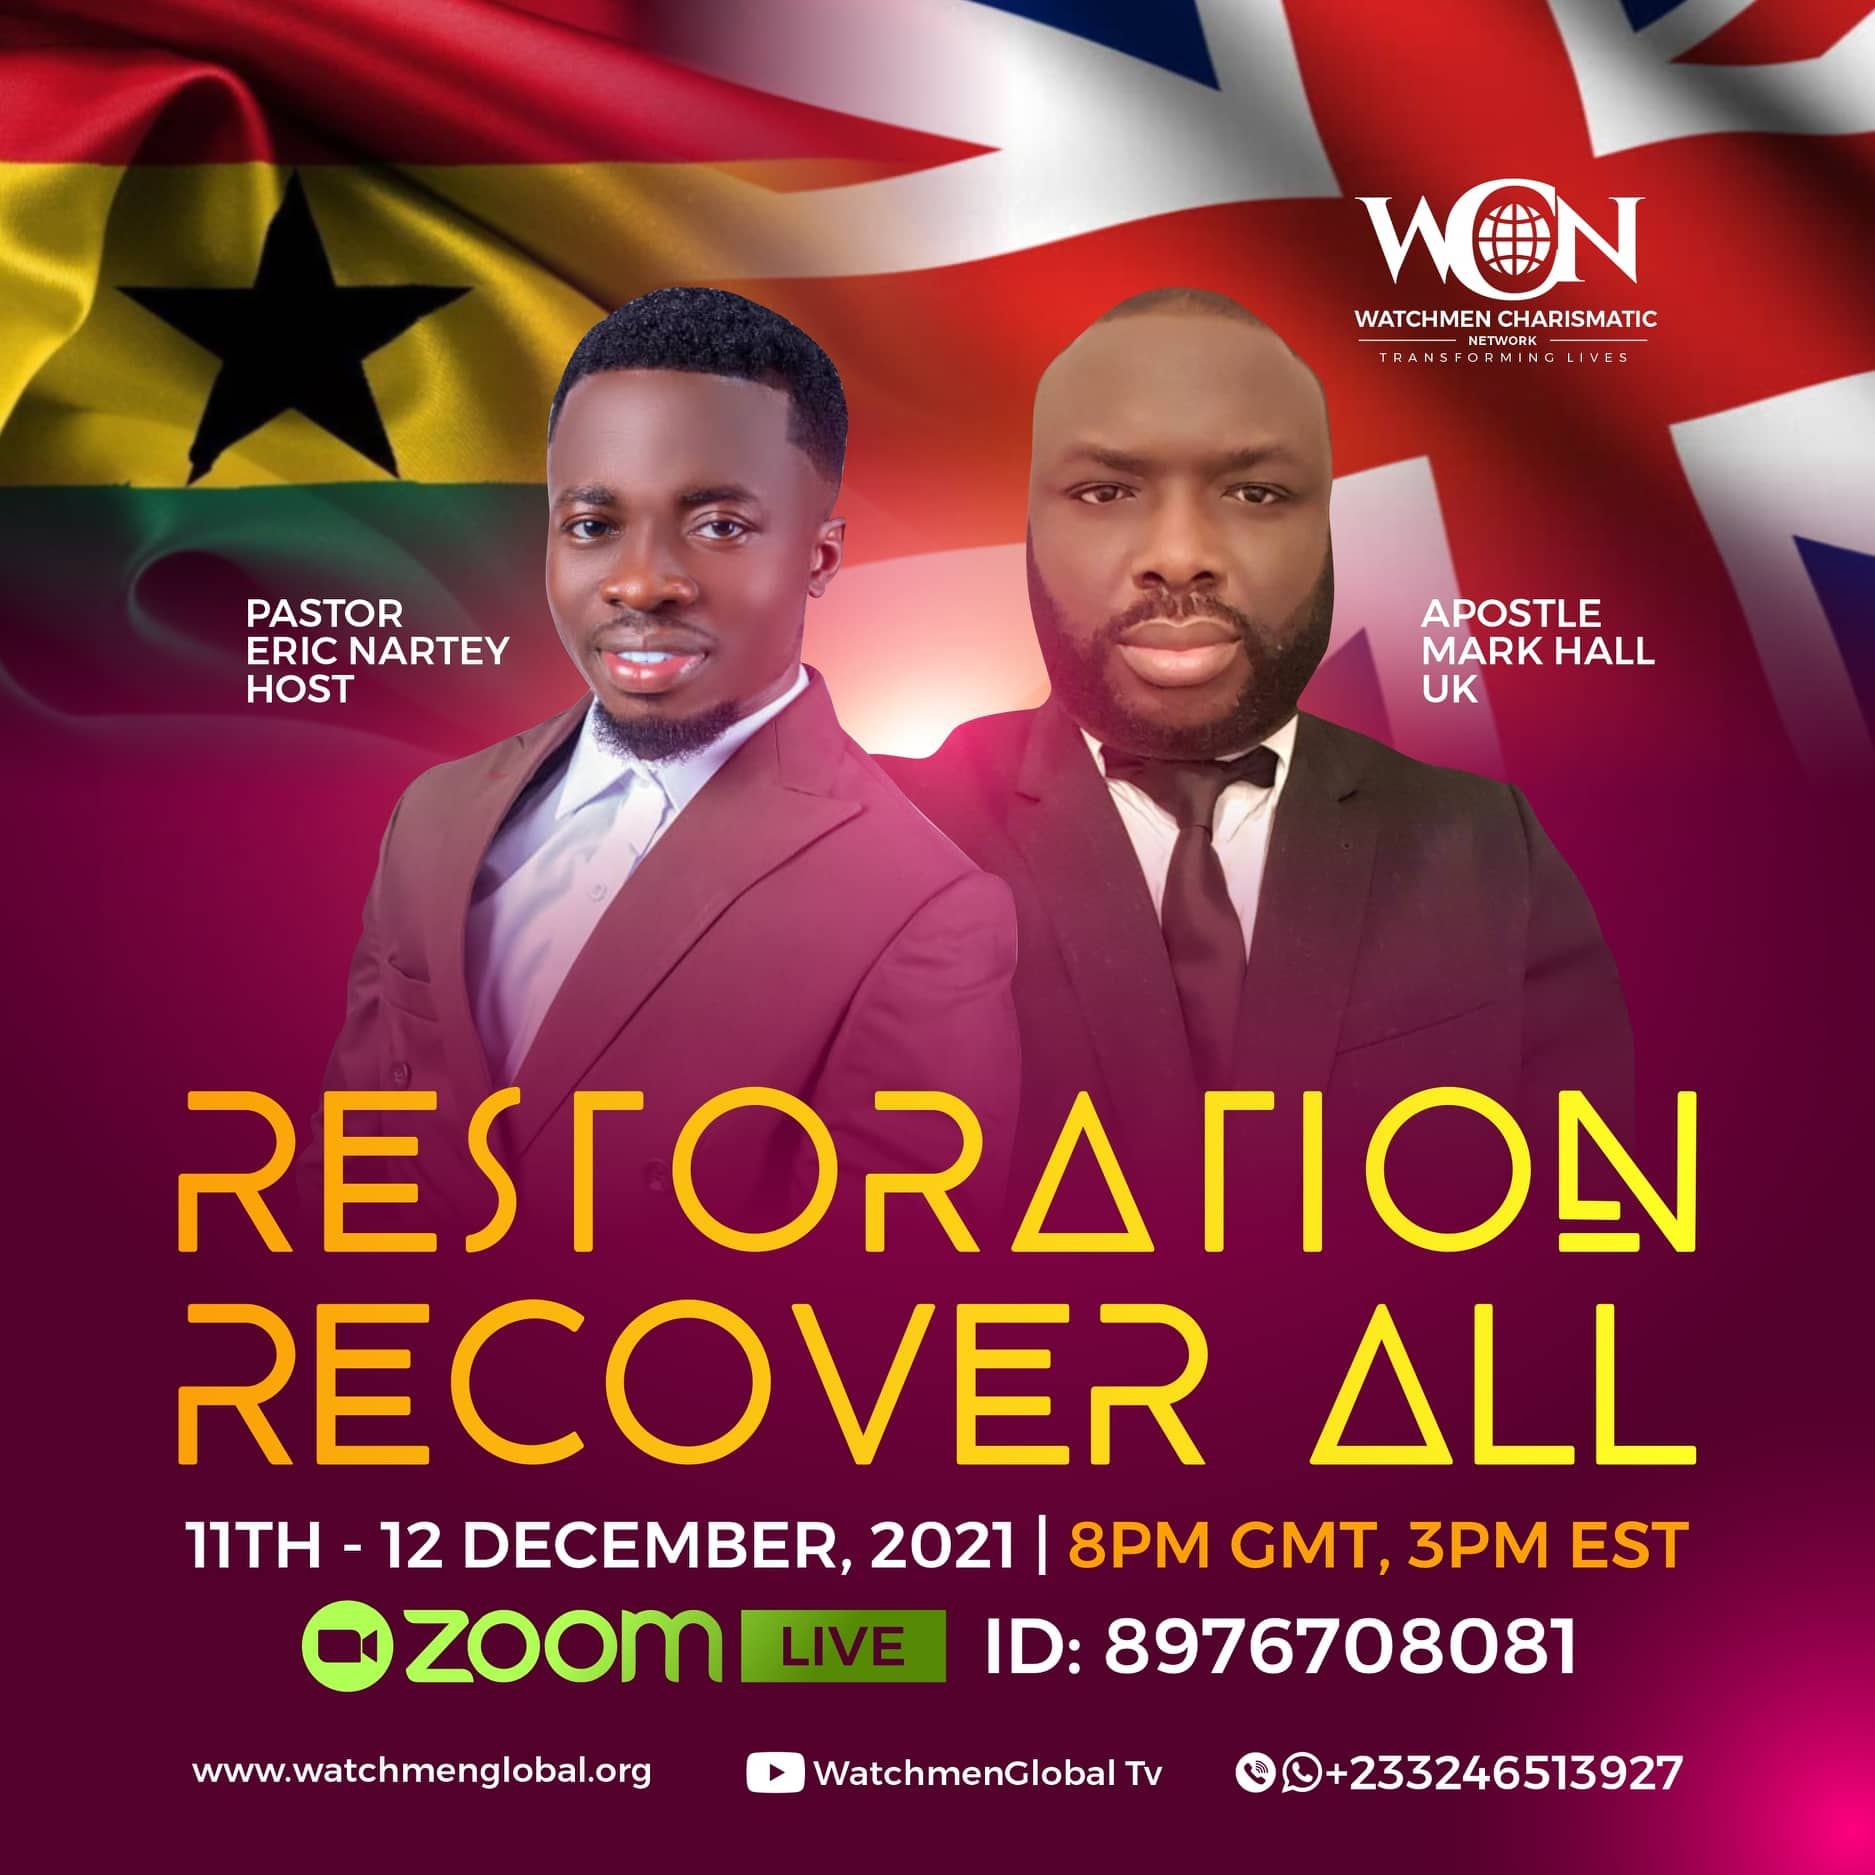 WCN
WATCHMEN CHARISMATIC
NETWORK
TRANSFORMING LIVES
PASTOR
ERIC NARTEY
HOST
APOSTLE
MARK HALL
UK
RESTORATION
RECOVER ALL
11TH - 12 DECEMBER, 2021 | 8PM GMT, 3PM EST
zoom LIVE ID: 8976708081
www.watchmenglobal.org WatchmenGlobal Tv +233246513927